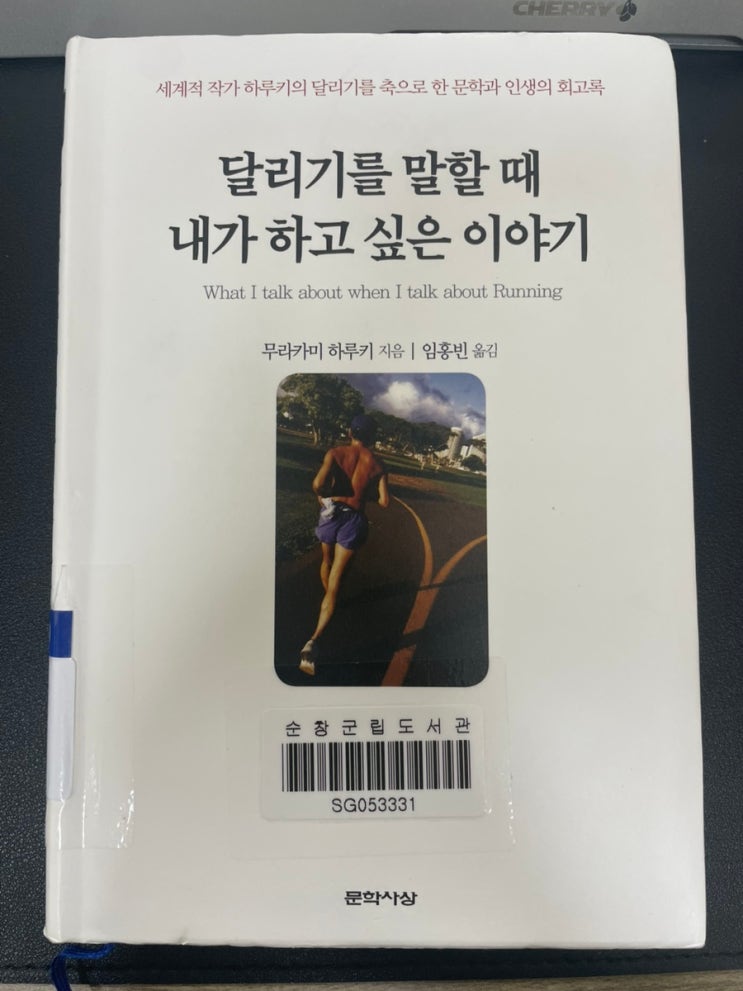 CHERRY
세계적 작가 하루키의 달리기를 축으로 한 문학과 인생의 회고록
달리기를 말할 때
내가 하고 싶은 이야기
What I talk about when I talk about Running
무라카미 하루키 지음 | 임홍빈 옮김
순창군립도서관
SG053331
문학사상